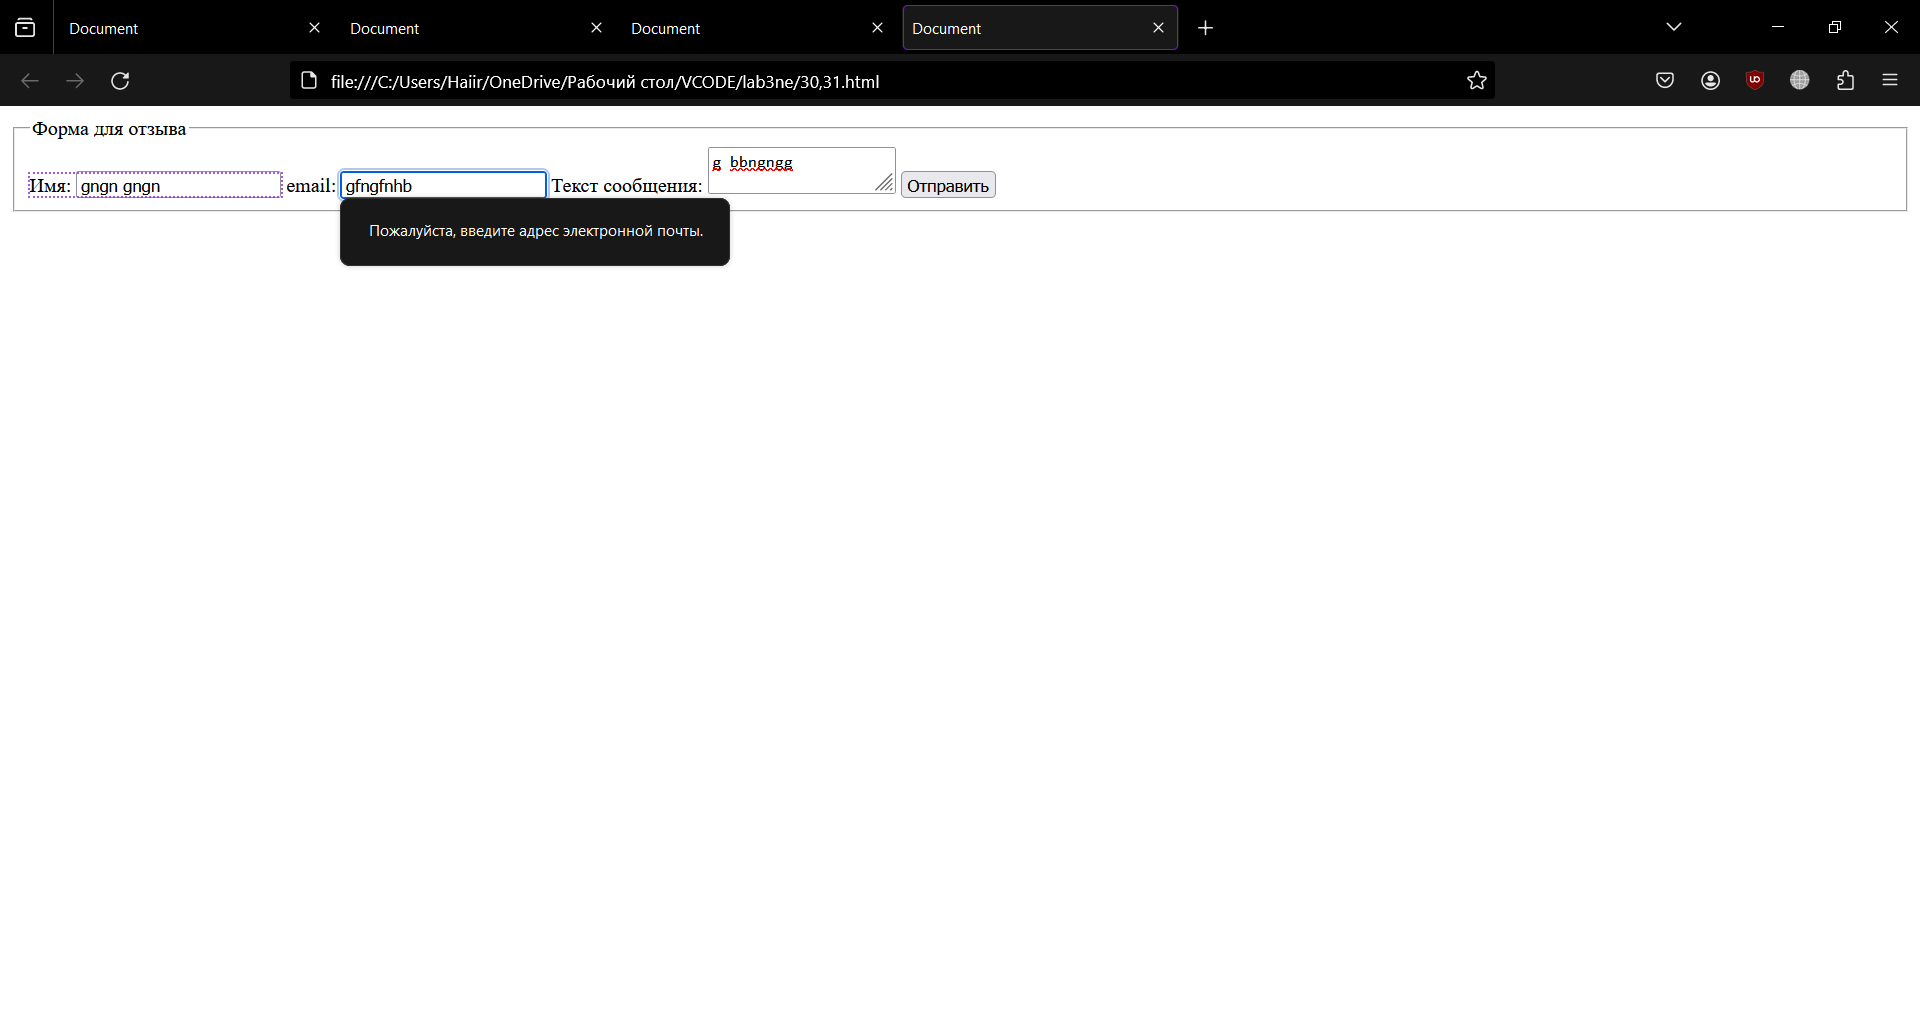 Document Document Document Document
file:///C:/Users/Haiir/OneDrive/Рабочий стол/VCODE/lab3ne/30,31.html
Форма для отзыва
g bbngngg
Имя: gngn gngn email: gfngfnhb Текст сообщения: Отправить
Пожалуйста, введите адрес электронной почты.